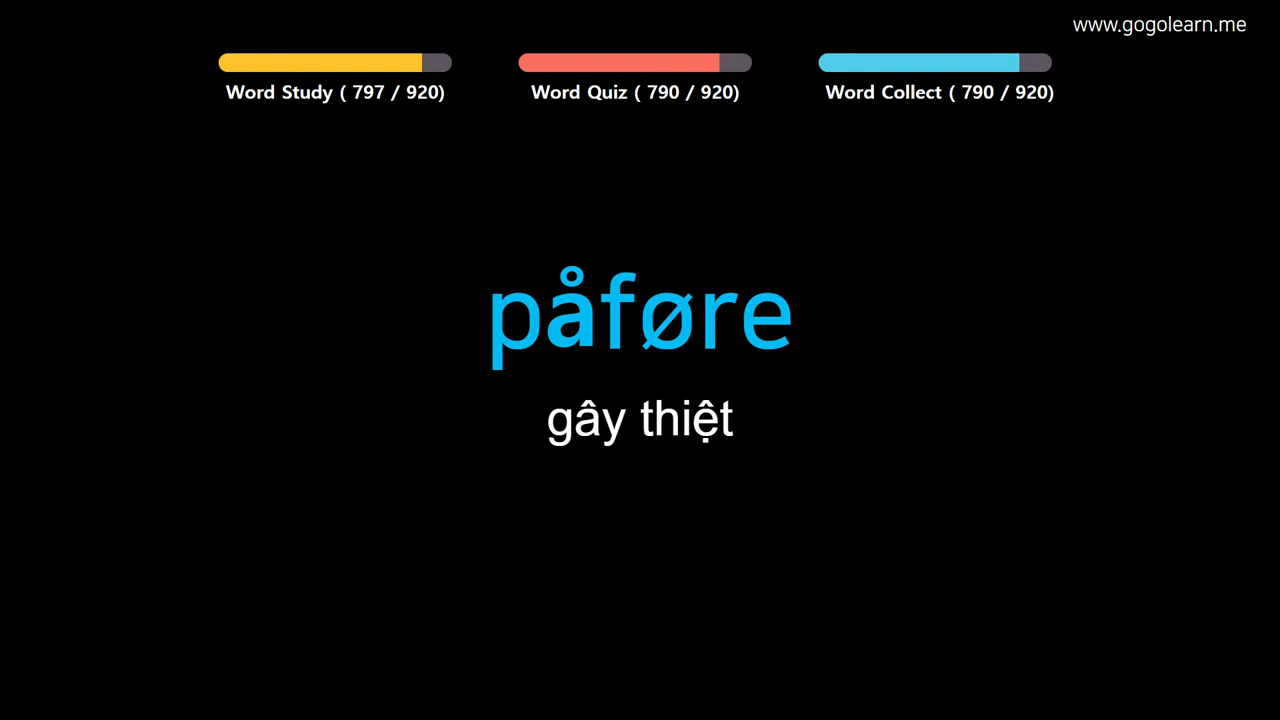 www.gogolearn.me
Word Study ( 797 / 920)
Word Quiz ( 790 / 920)
Word Collect ( 790 / 920)
påføre
gây thiệt